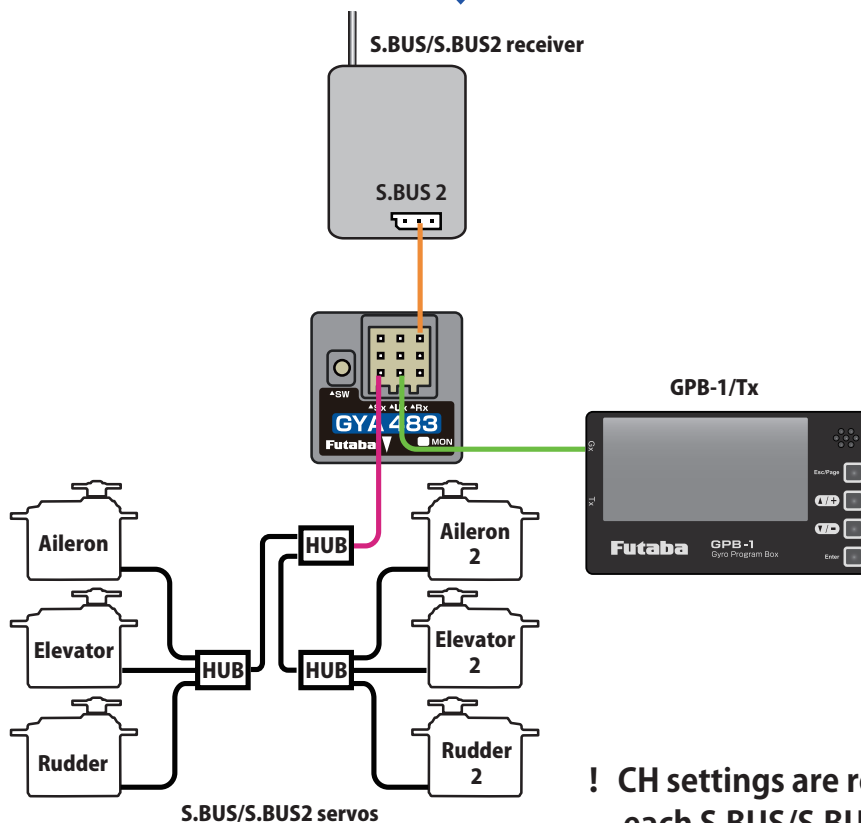 S.BUS/S.BUS2 receiver
S.BUS 2
▲SW
▲Sx ▲Ux ▲Rx
GYA483
Futaba
MON
GPB-1/Tx
Gx
Tx
Esc/Page
▲/+
▼/−
Enter
Futaba
GPB-1
Gyro Program Box
Aileron
Elevator
Rudder
HUB
HUB
HUB
Aileron
2
Elevator
2
Rudder
2
S.BUS/S.BUS2 servos
! CH settings are
each S.BUS/S.BU